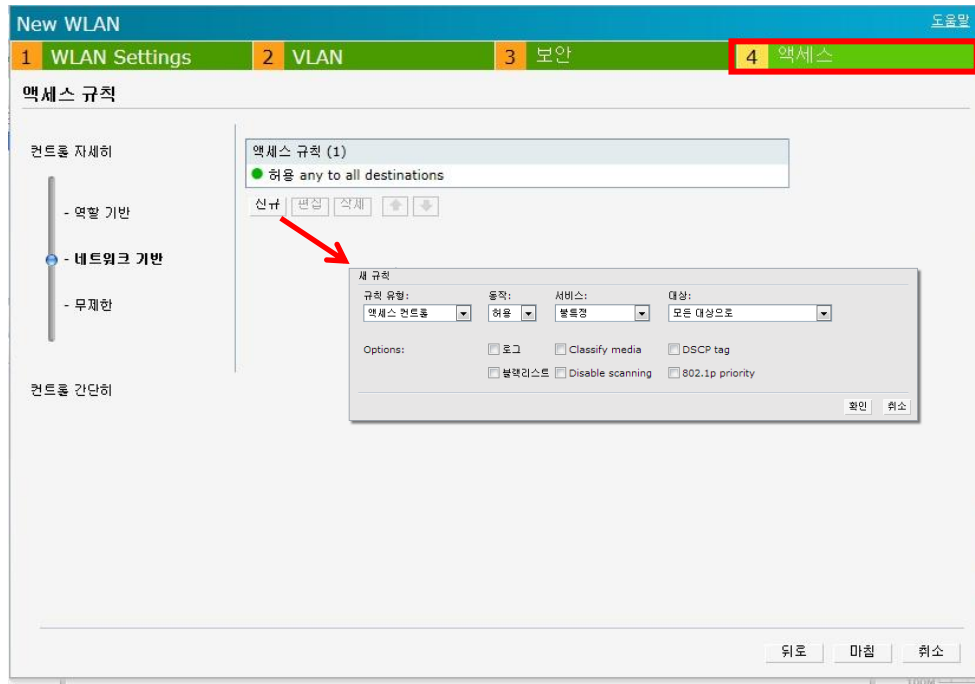 New WLAN 도움말
1 WLAN Settings 2 VLAN 3 보안 4 액세스
액세스 규칙
컨트롤 자세히
- 역할 기반
- 네트워크 기반
- 무제한
컨트롤 간단히
액세스 규칙 (1)
허용 any to all destinations
신규 편집 삭제
새 규칙
규칙 유형: 동작: 서비스: 대상:
액세스 컨트롤 허용 불특정 모든 대상으로
Options: 로그 Classify media DSCP tag
블랙리스트 Disable scanning 802.1p priority
확인 취소
뒤로 마침 취소
100M